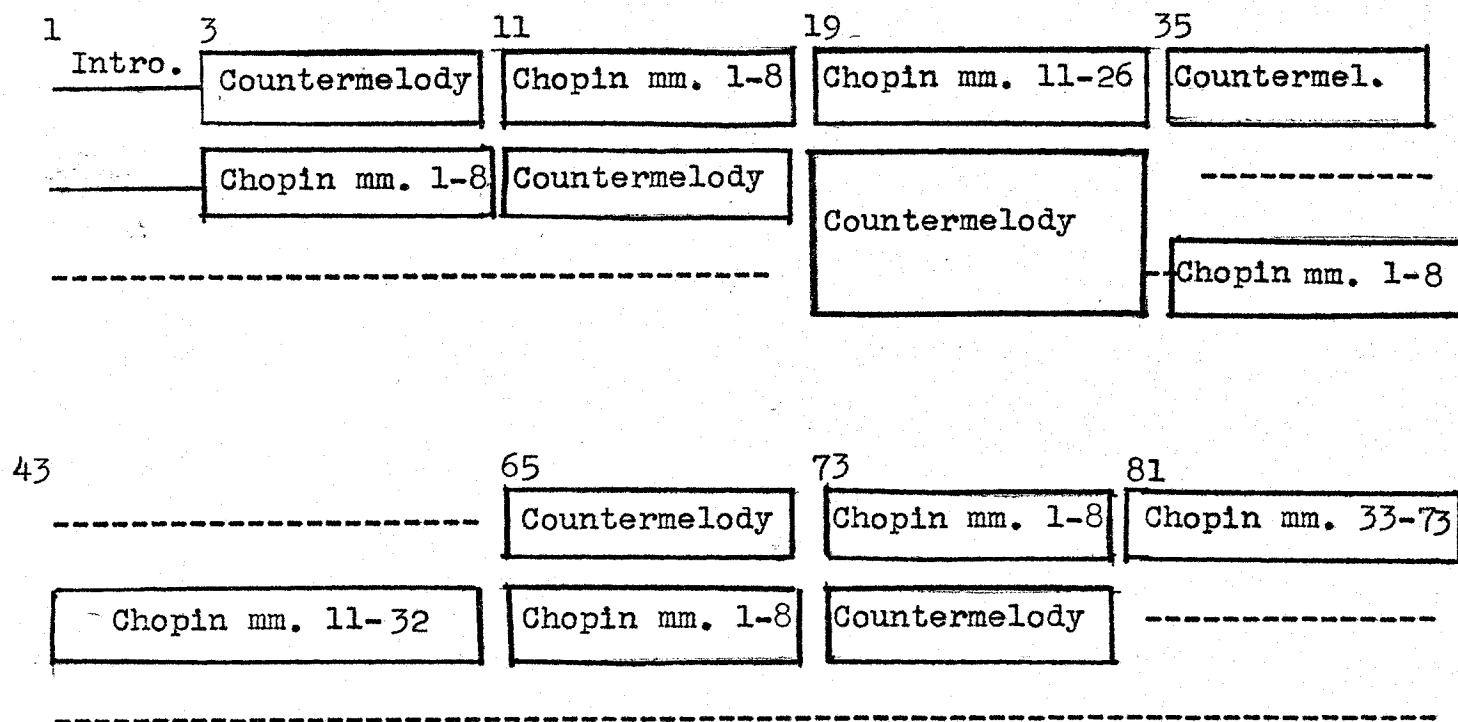 1 3 11 19 35
Intro. Countermelody Chopin mm. 1-8 Chopin mm. 11-26 Countermel.
Chopin mm. 1-8 Countermelody
Countermelody
Chopin mm. 1-8
43 65 73 81
Countermelody Chopin mm. 1-8 Chopin mm. 33-73
Chopin mm. 11-32 Chopin mm. 1-8 Countermelody